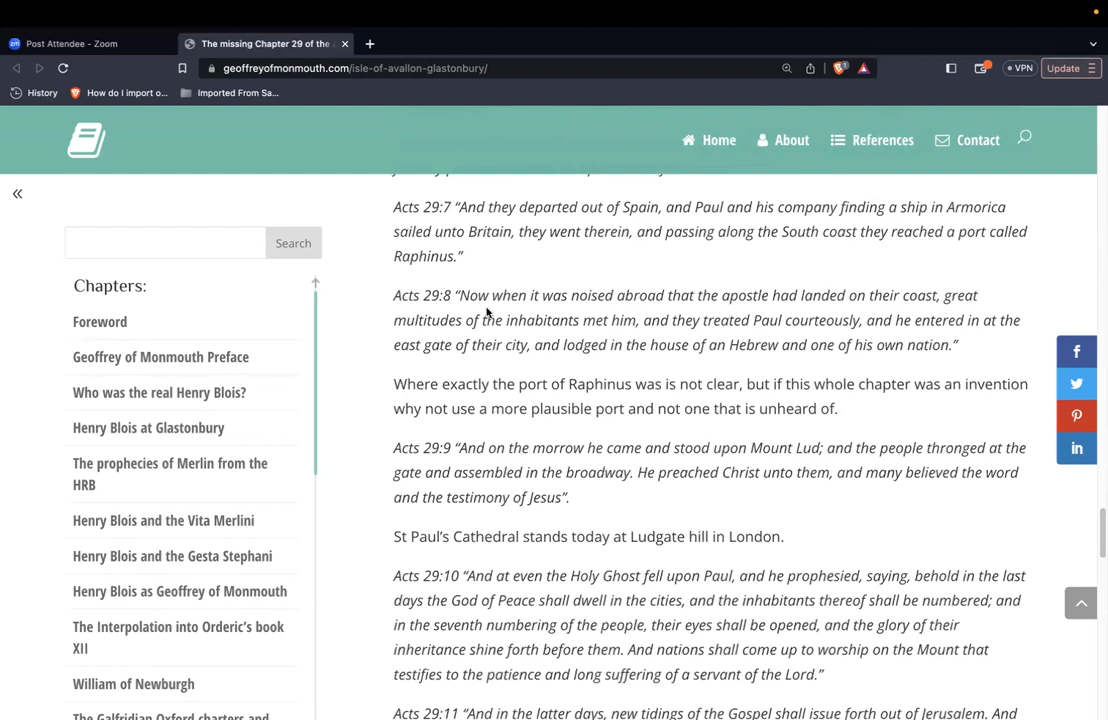 Post Attendee - Zoom
The missing Chapter 29 of the
geoffreyofmonmouth.com/isle-of-avallon-glastonbury/
1
VPN
Update
History
How do I import o...
Imported From Sa...
Home
About
References
Contact
Search
Chapters:
Foreword
Geoffrey of Monmouth Preface
Who was the real Henry Blois?
Henry Blois at Glastonbury
The prophecies of Merlin from the
HRB
Henry Blois and the Vita Merlini
Henry Blois and the Gesta Stephani
Henry Blois as Geoffrey of Monmouth
The Interpolation into Orderic's book
XII
William of Newburgh
The Galfridian Oxford charters and
Acts 29:7 “And they departed out of Spain, and Paul and his company finding a ship in Armorica
sailed unto Britain, they went therein, and passing along the South coast they reached a port called
Raphinus.”
Acts 29:8 “Now when it was noised abroad that the apostle had landed on their coast, great
multitudes of the inhabitants met him, and they treated Paul courteously, and he entered in at the
east gate of their city, and lodged in the house of an Hebrew and one of his own nation.”
Where exactly the port of Raphinus was is not clear, but if this whole chapter was an invention
why not use a more plausible port and not one that is unheard of.
Acts 29:9 “And on the morrow he came and stood upon Mount Lud; and the people thronged at the
gate and assembled in the broadway. He preached Christ unto them, and many believed the word
and the testimony of Jesus”.
St Paul’s Cathedral stands today at Ludgate hill in London.
Acts 29:10 “And at even the Holy Ghost fell upon Paul, and he prophesied, saying, behold in the last
days the God of Peace shall dwell in the cities, and the inhabitants thereof shall be numbered; and
in the seventh numbering of the people, their eyes shall be opened, and the glory of their
inheritance shine forth before them. And nations shall come up to worship on the Mount that
testifies to the patience and long suffering of a servant of the Lord.”
Acts 29:11 “And in the latter days, new tidings of the Gospel shall issue forth out of Jerusalem. And